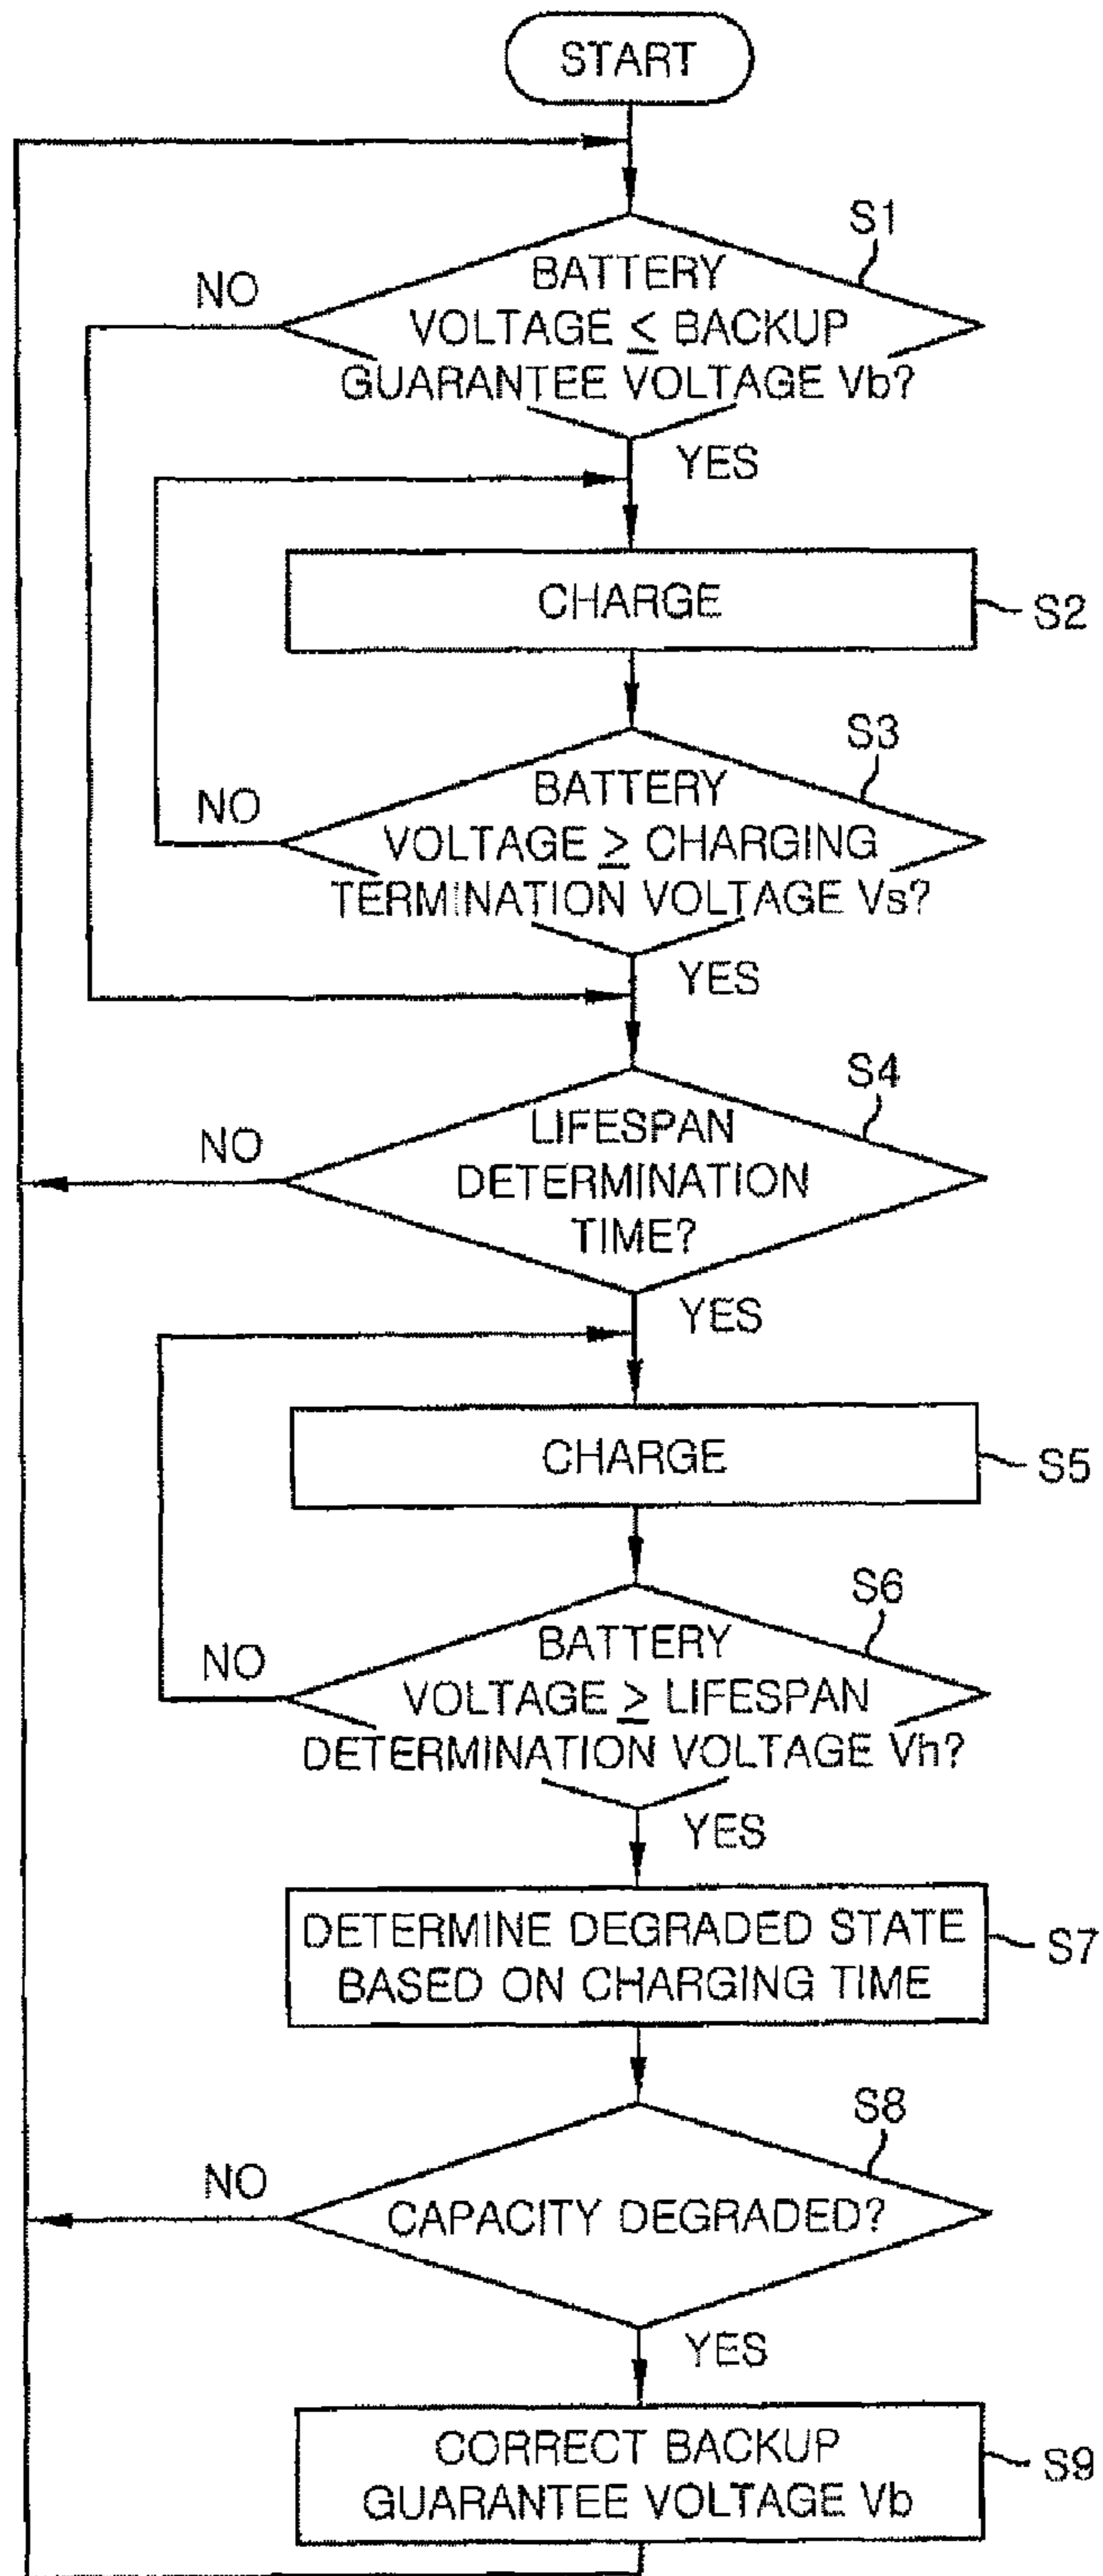 START
S1
BATTERY
VOLTAGE ≤ BACKUP
GUARANTEE VOLTAGE Vb?
NO
YES
CHARGE
S2
S3
BATTERY
VOLTAGE ≥ CHARGING
TERMINATION VOLTAGE Vs?
NO
YES
S4
LIFESPAN
DETERMINATION
TIME?
NO
YES
CHARGE
S5
S6
BATTERY
VOLTAGE ≥ LIFESPAN
DETERMINATION VOLTAGE Vh?
NO
YES
DETERMINE DEGRADED STATE
BASED ON CHARGING TIME
S7
S8
CAPACITY DEGRADED?
NO
YES
CORRECT BACKUP
GUARANTEE VOLTAGE Vb
S9